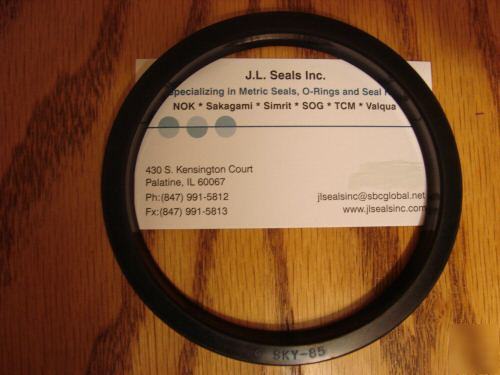 J.L. Seals Inc.
Specializing in Metric Seals, O-Rings and Seal
NOK * Sakagami * Simrit * SOG * TCM * Valqua
430 S. Kensington Court
Palatine, IL 60067
Ph:(847) 991-5812
Fx:(847) 991-5813
jlsealsinc@sbcglobal.net
www.jlsealsinc.com
SKY-85